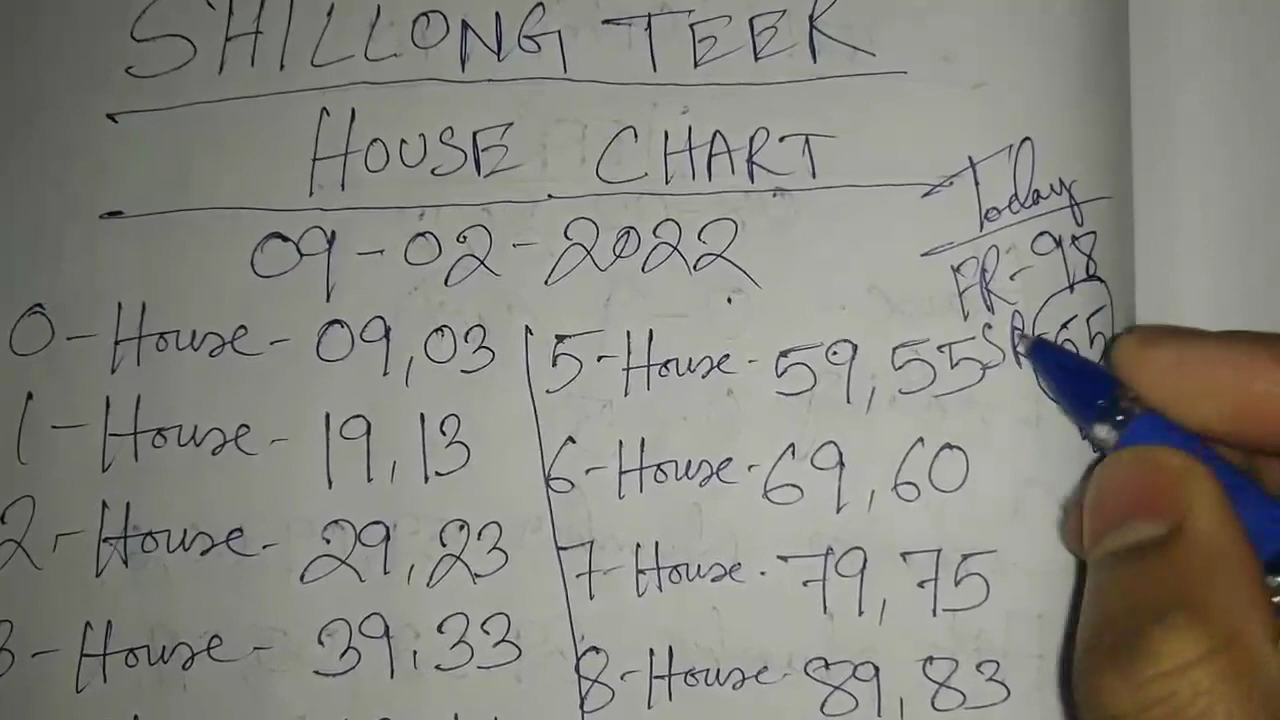 SHILLONG TEER
HOUSE CHART
09-02-2022
Today
FR-98
SR-65
0-House-09,03
1-House-19,13
2-House-29,23
3-House-39,33
5-House-59,55
6-House-69,60
7-House-79,75
8-House-89,83